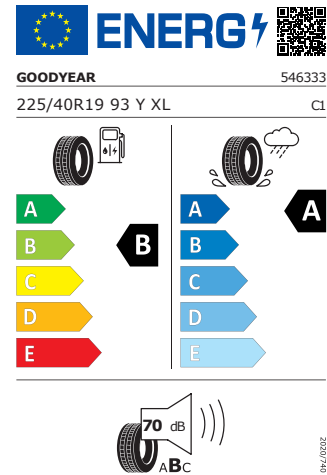 ENERG
GOODYEAR 546333
225/40R19 93 Y XL C1
A A A
B B B
C C
D D
E E
70 dB
ABC
2020/740